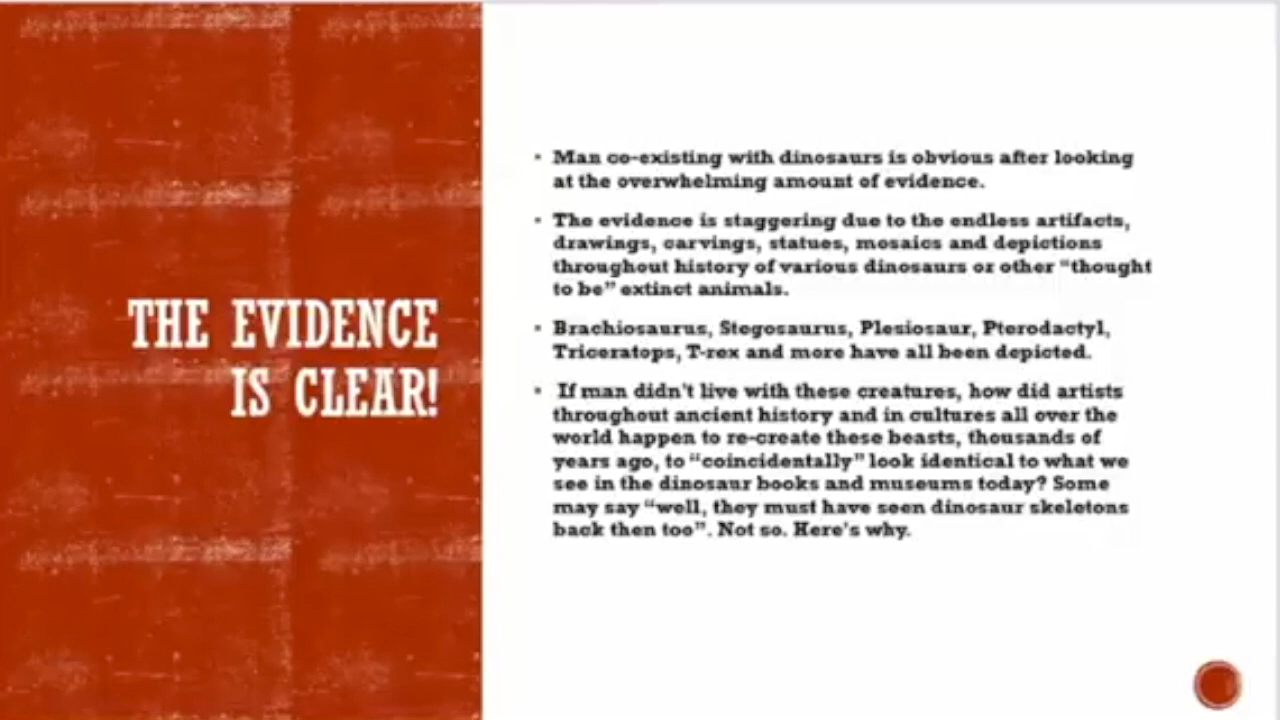 THE EVIDENCE
IS CLEAR!
▪ Man co-existing with dinosaurs is obvious after looking
at the overwhelming amount of evidence.
▪ The evidence is staggering due to the endless artifacts,
drawings, carvings, statues, mosaics and depictions
throughout history of various dinosaurs or other “thought
to be” extinct animals.
▪ Brachiosaurus, Stegosaurus, Plesiosaur, Pterodactyl,
Triceratops, T-rex and more have all been depicted.
▪ If man didn’t live with these creatures, how did artists
throughout ancient history and in cultures all over the
world happen to re-create these beasts, thousands of
years ago, to “coincidentally” look identical to what we
see in the dinosaur books and museums today? Some
may say “well, they must have seen dinosaur skeletons
back then too”. Not so. Here’s why.